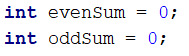 int evenSum = 0;
int oddSum = 0;